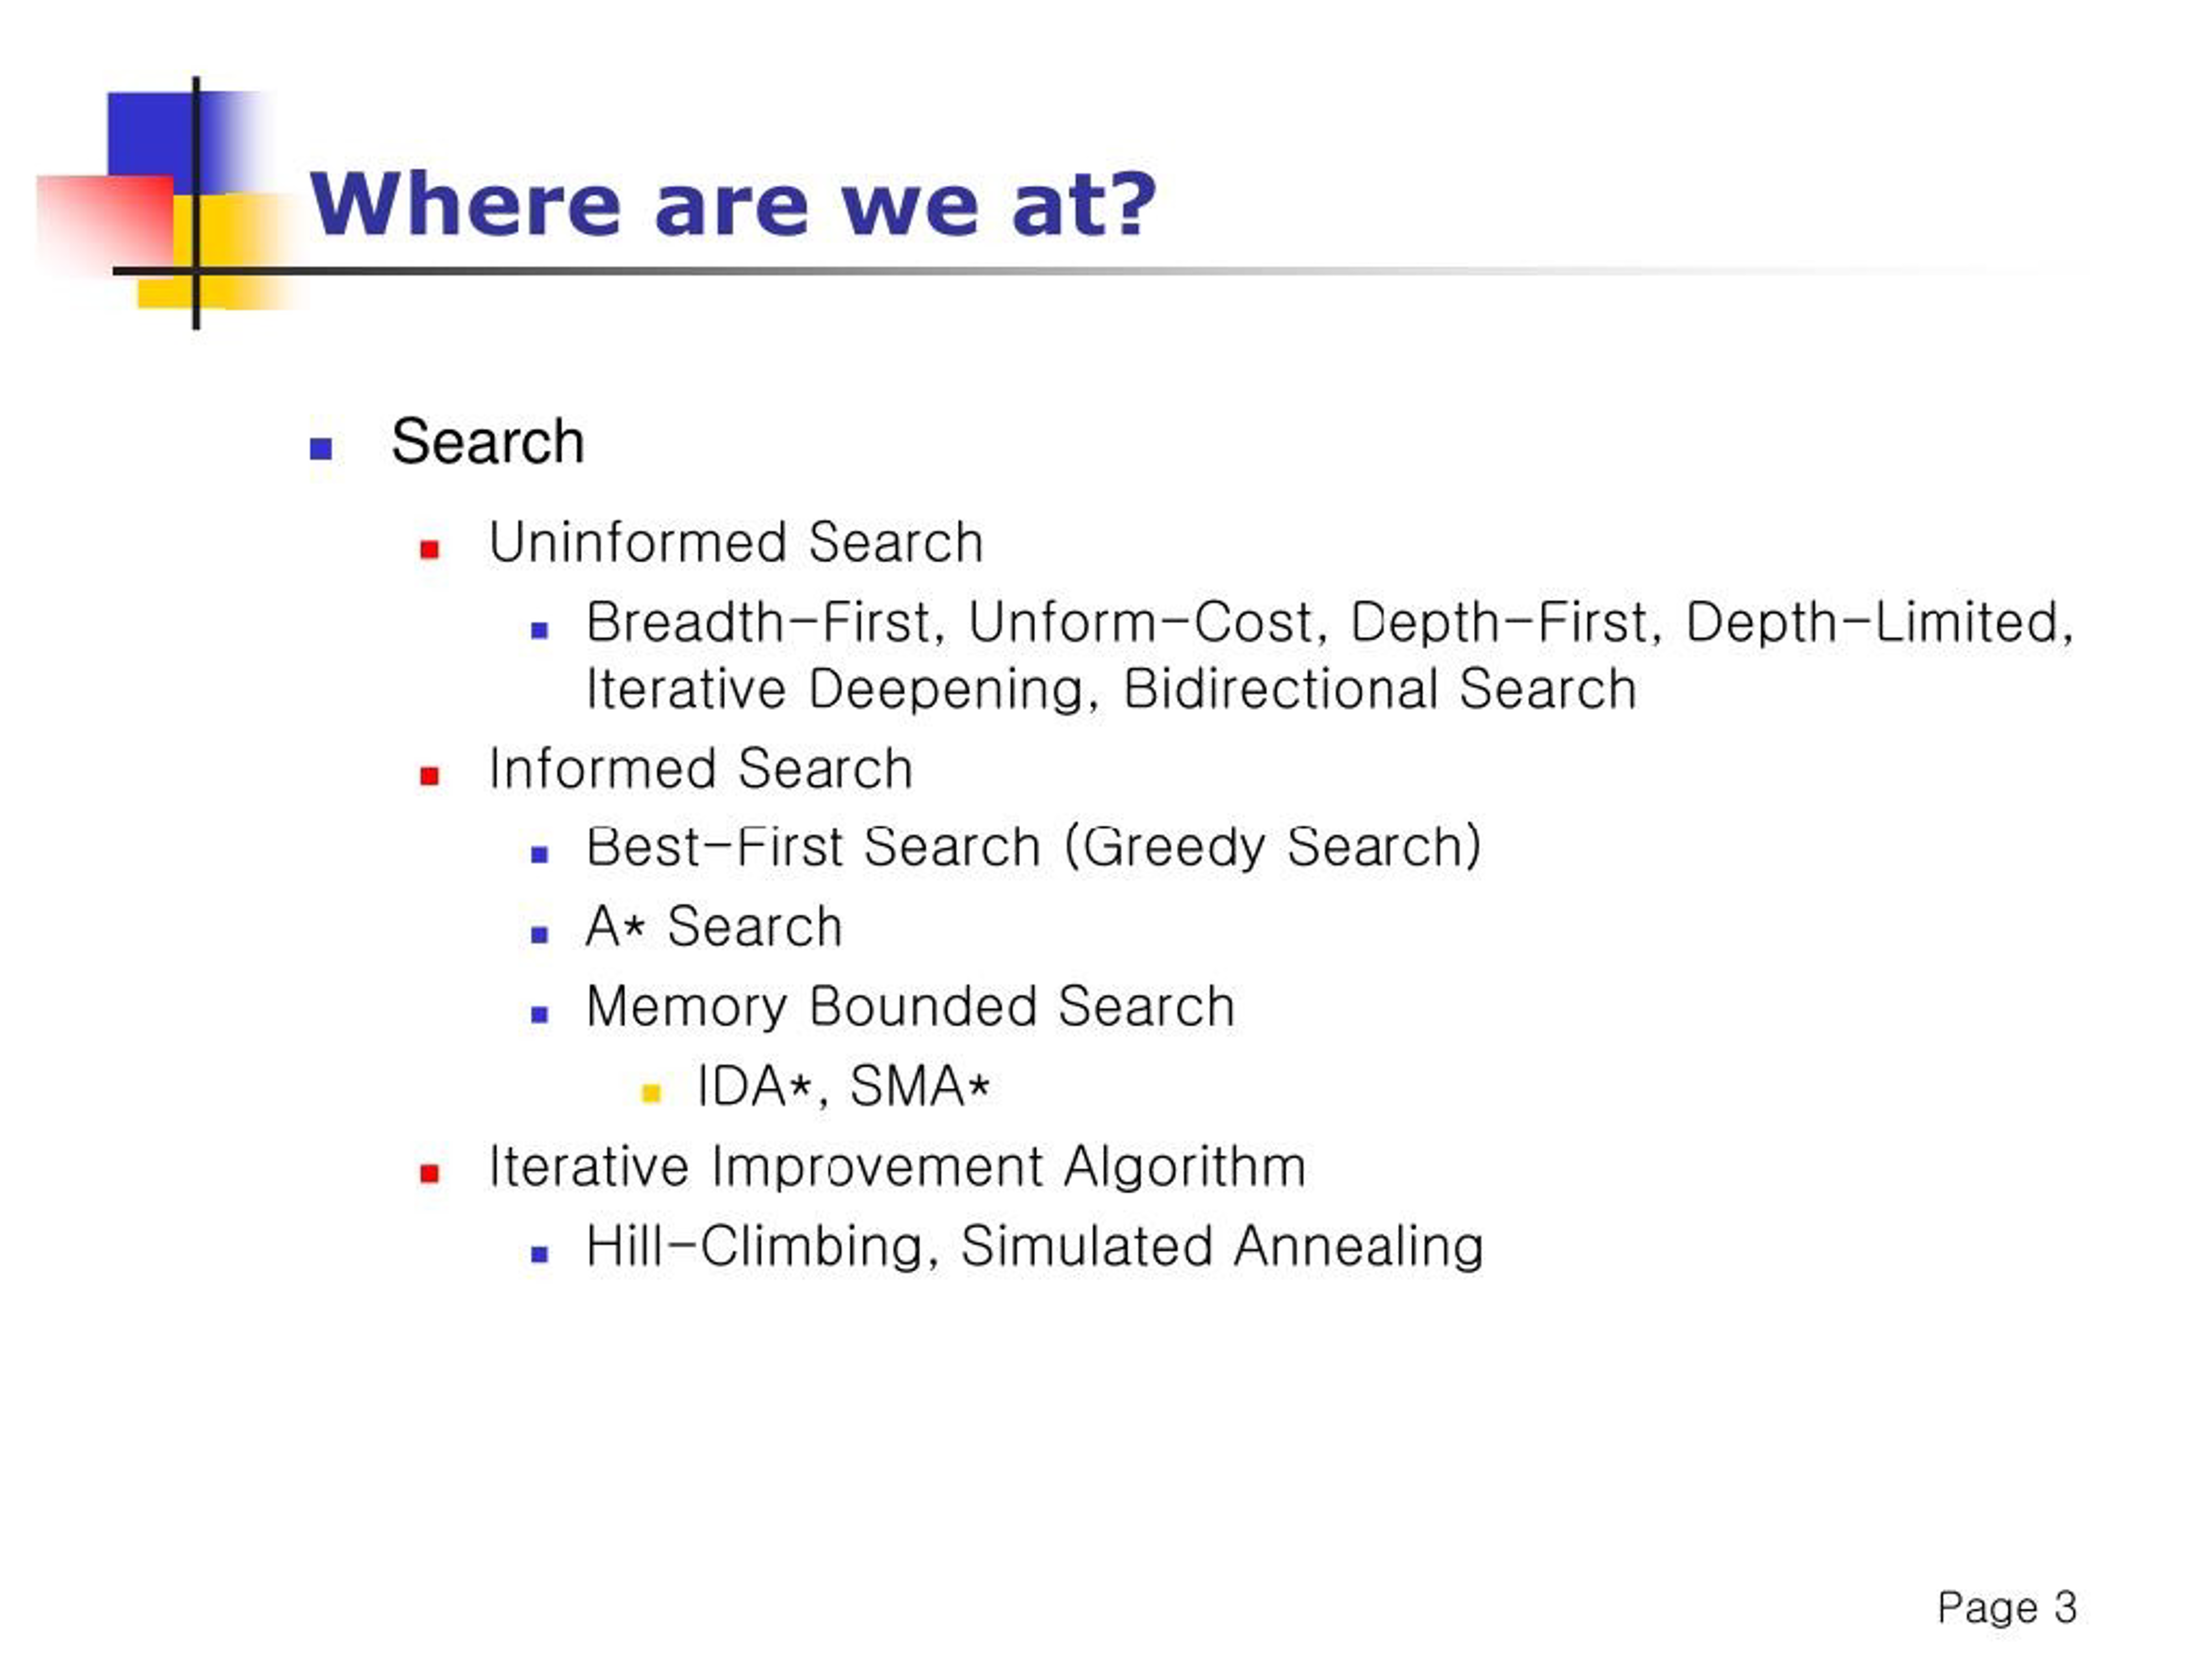 Where are we at?
Search
Uninformed Search
Breadth-First, Unform-Cost, Depth-First, Depth-Limited,
Iterative Deepening, Bidirectional Search
Informed Search
Best-First Search (Greedy Search)
A* Search
Memory Bounded Search
IDA*, SMA*
Iterative Improvement Algorithm
Hill-Climbing, Simulated Annealing
Page 3